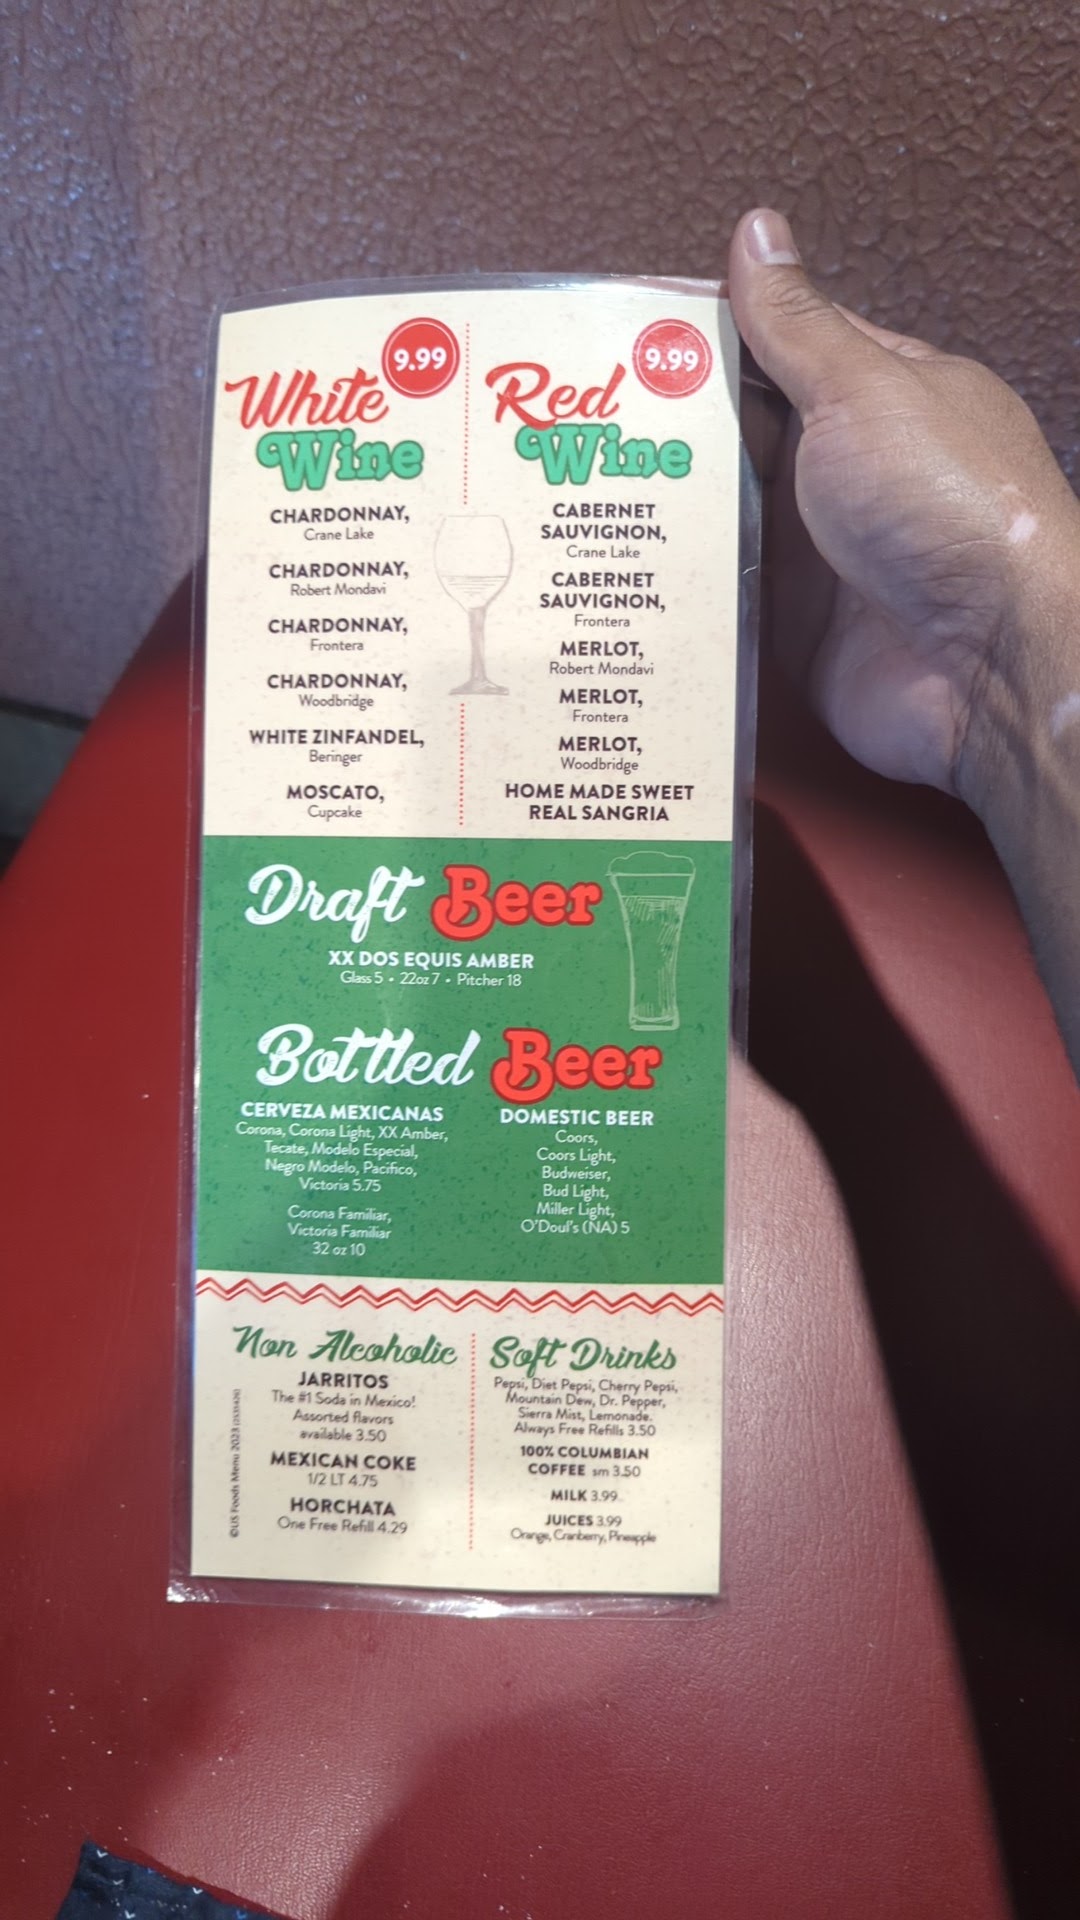 White Wine
9.99
CHARDONNAY,
Crane Lake
CHARDONNAY,
Robert Mondavi
CHARDONNAY,
Frontera
CHARDONNAY,
Woodbridge
WHITE ZINFANDEL,
Beringer
MOSCATO,
Cupcake
Red Wine
9.99
CABERNET
SAUVIGNON,
Crane Lake
CABERNET
SAUVIGNON,
Frontera
MERLOT,
Robert Mondavi
MERLOT,
Frontera
MERLOT,
Woodbridge
HOME MADE SWEET
REAL SANGRIA
Draft Beer
XX DOS EQUIS AMBER
Glass 5 • 22oz 7 • Pitcher 18
Bottled Beer
CERVEZA MEXICANAS
Corona, Corona Light, XX Amber,
Tecate, Modelo Especial,
Negro Modelo, Pacifico,
Victoria 5.75
Corona Familiar,
Victoria Familiar
32 oz 10
DOMESTIC BEER
Coors,
Coors Light,
Budweiser,
Bud Light,
Miller Light,
O'Doul's (NA) 5
Non Alcoholic
JARRITOS
The #1 Soda in Mexico!
Assorted flavors
available 3.50
MEXICAN COKE
1/2 LT 4.75
HORCHATA
One Free Refill 4.29
Soft Drinks
Pepsi, Diet Pepsi, Cherry Pepsi,
Mountain Dew, Dr. Pepper,
Sierra Mist, Lemonade.
Always Free Refills 3.50
100% COLUMBIAN
COFFEE sm 3.50
MILK 3.99
JUICES 3.99
Orange, Cranberry, Pineapple
©US Foods Menu 2023